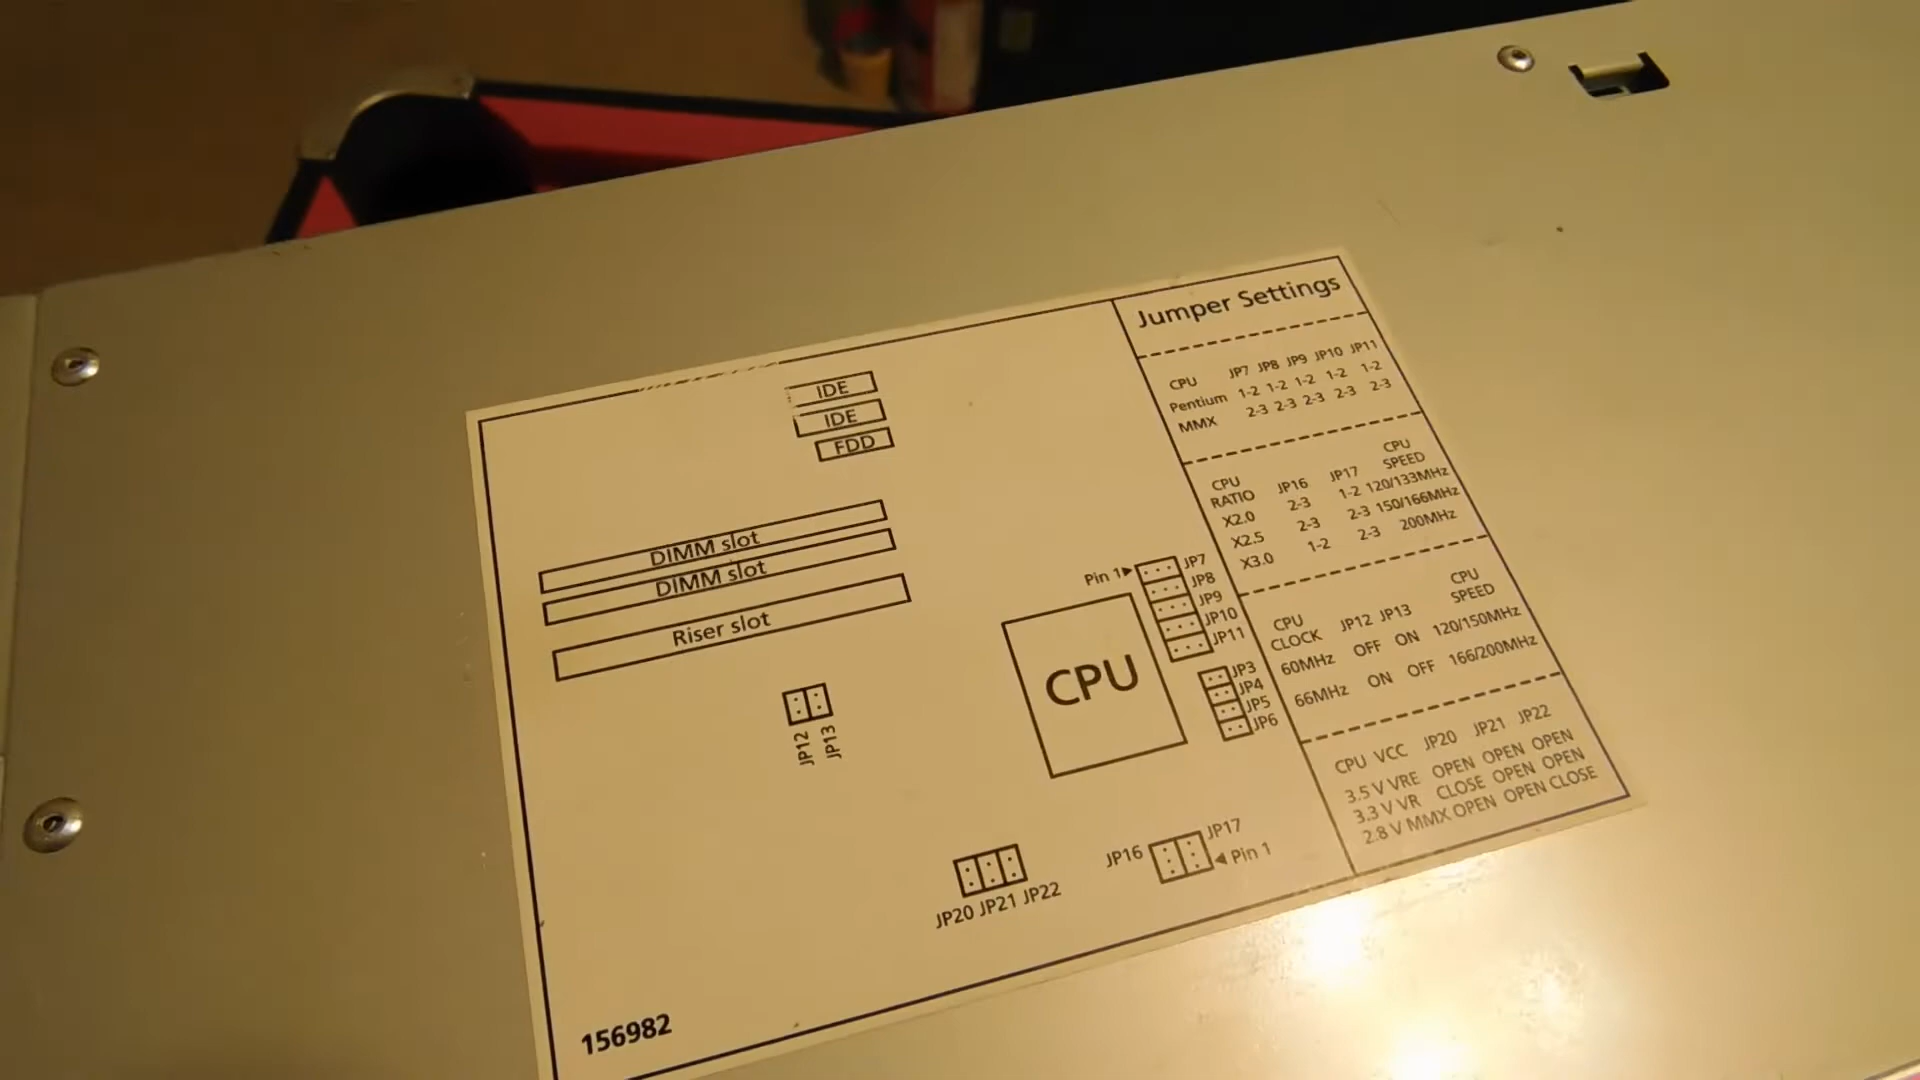 IDE
IDE
FDD
DIMM slot
DIMM slot
Riser slot
JP12 JP13
CPU
Pin 1
JP7
JP8
JP9
JP10
JP11
JP3
JP4
JP5
JP6
JP20 JP21 JP22
JP16 JP17
Pin 1
156982
Jumper Settings
CPU JP7 JP8 JP9 JP10 JP11
Pentium 1-2 1-2 1-2 1-2 1-2
MMX 2-3 2-3 2-3 2-3 2-3
CPU RATIO JP16 JP17 CPU SPEED
X2.0 2-3 1-2 120/133MHz
X2.5 2-3 2-3 150/166MHz
X3.0 1-2 2-3 200MHz
CPU CLOCK JP12 JP13 CPU SPEED
60MHz OFF ON 120/150MHz
66MHz ON OFF 166/200MHz
CPU VCC JP20 JP21 JP22
3.5 V VRE OPEN OPEN OPEN
3.3 V VR CLOSE OPEN OPEN
2.8 V MMX OPEN OPEN CLOSE